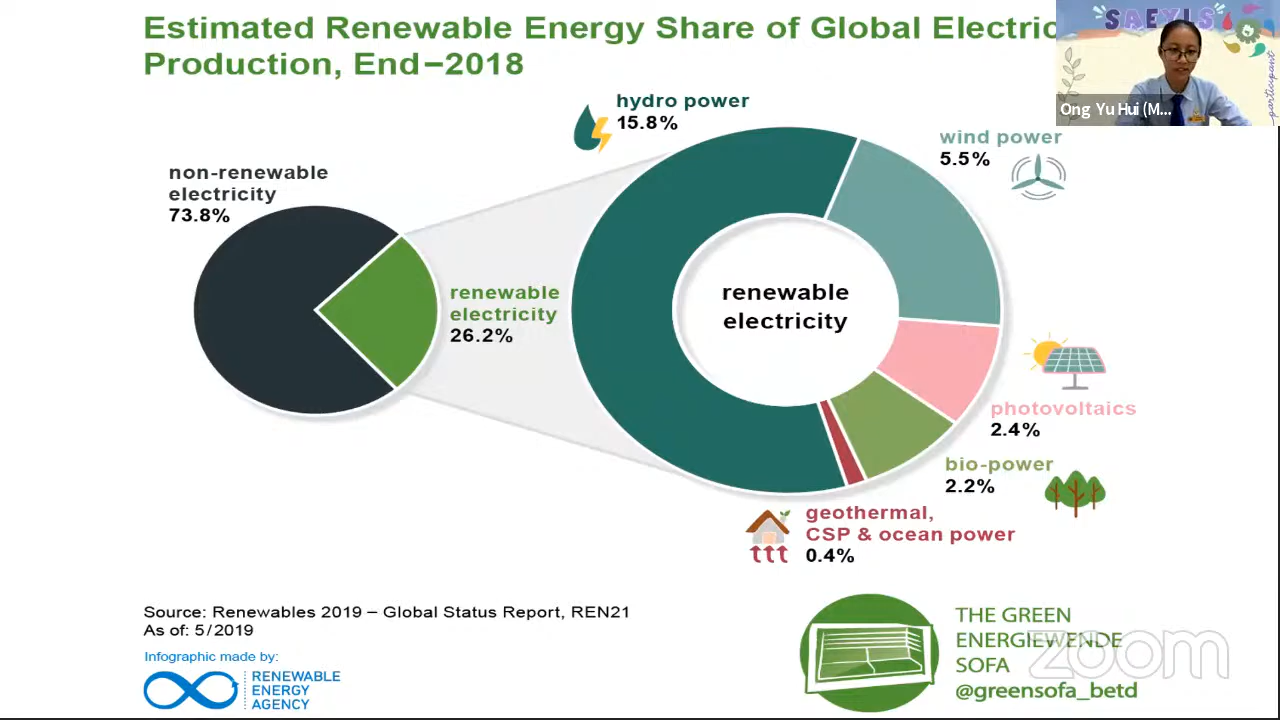 Estimated Renewable Energy Share of Global Electric
Production, End–2018
SAEYLS
participant
Ong Yu Hui (M...
hydro power
15.8%
wind power
5.5%
non-renewable
electricity
73.8%
renewable
electricity
26.2%
renewable
electricity
photovoltaics
2.4%
bio-power
2.2%
geothermal,
CSP & ocean power
0.4%
Source: Renewables 2019 – Global Status Report, REN21
As of: 5/2019
Infographic made by:
RENEWABLE
ENERGY
AGENCY
THE GREEN
ENERGIEWENDE
SOFA
@greensofa_betd
zoom